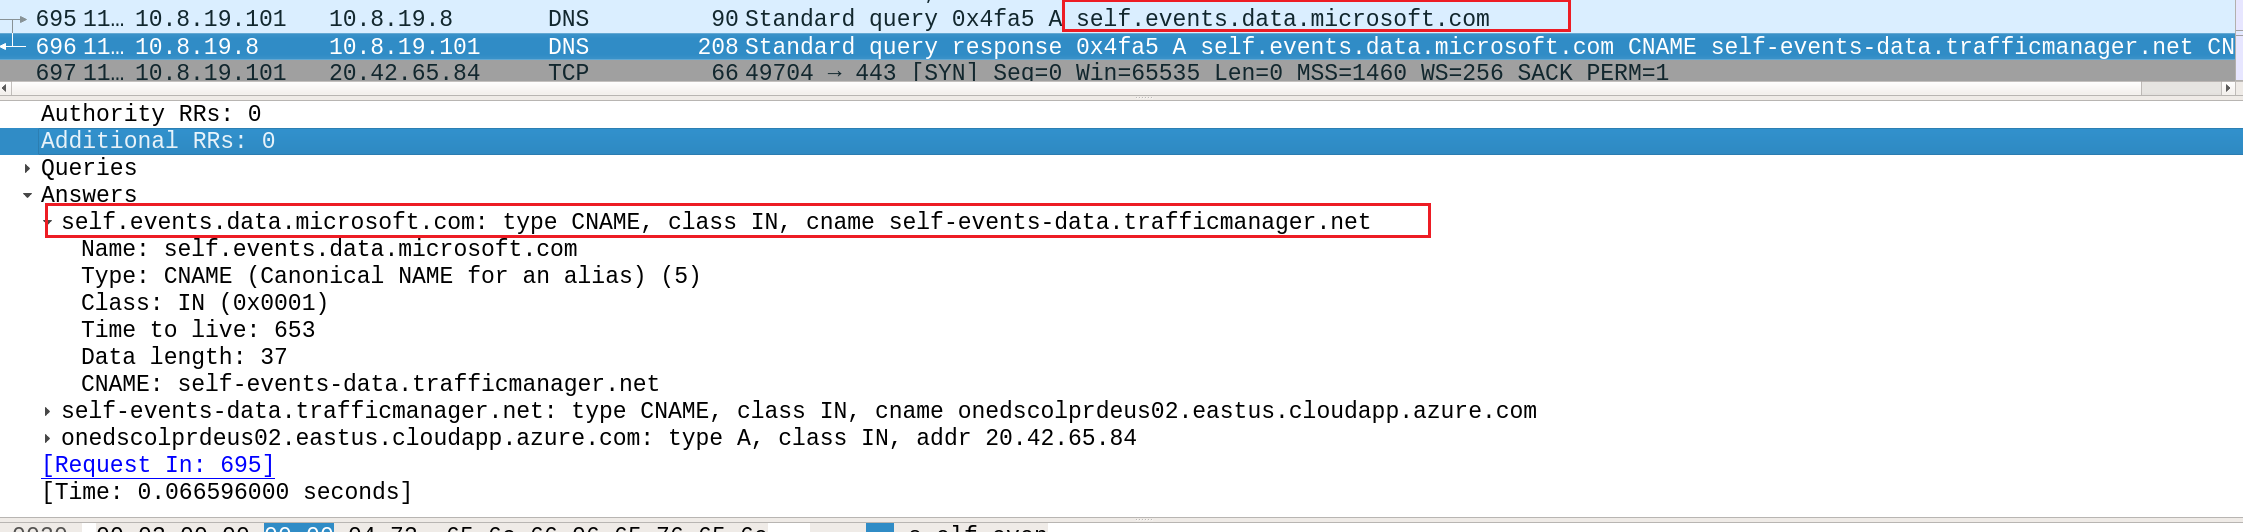 695 11… 10.8.19.101 10.8.19.8 DNS 90 Standard query 0x4fa5 A self.events.data.microsoft.com
696 11… 10.8.19.8 10.8.19.101 DNS 208 Standard query response 0x4fa5 A self.events.data.microsoft.com CNAME self-events-data.trafficmanager.net CN
697 11… 10.8.19.101 20.42.65.84 TCP 66 49704 → 443 [SYN] Seq=0 Win=65535 Len=0 MSS=1460 WS=256 SACK_PERM=1
Authority RRs: 0
Additional RRs: 0
Queries
Answers
self.events.data.microsoft.com: type CNAME, class IN, cname self-events-data.trafficmanager.net
Name: self.events.data.microsoft.com
Type: CNAME (Canonical NAME for an alias) (5)
Class: IN (0x0001)
Time to live: 653
Data length: 37
CNAME: self-events-data.trafficmanager.net
self-events-data.trafficmanager.net: type CNAME, class IN, cname onedscolprdeus02.eastus.cloudapp.azure.com
onedscolprdeus02.eastus.cloudapp.azure.com: type A, class IN, addr 20.42.65.84
[Request In: 695]
[Time: 0.066596000 seconds]